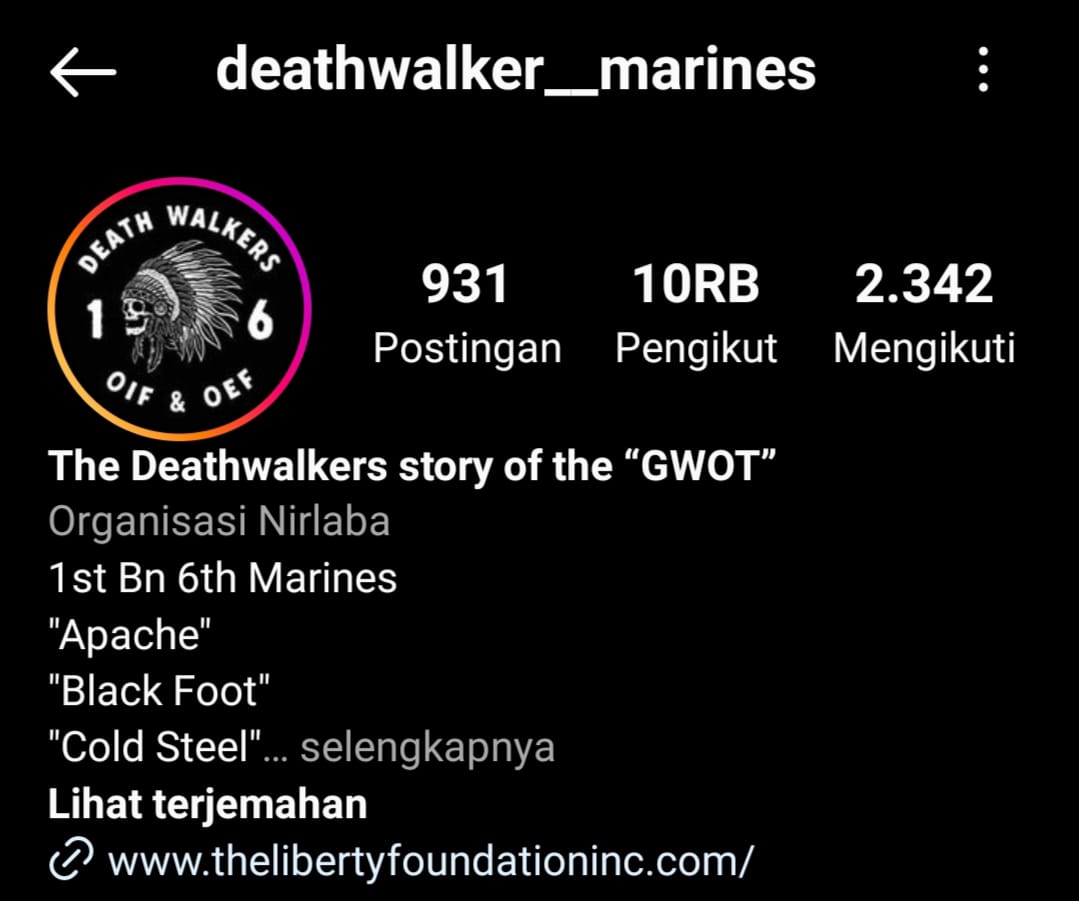 deathwalker__marines
DEATH WALKERS
1 6
OIF & OEF
931 10RB 2.342
Postingan Pengikut Mengikuti
The Deathwalkers story of the “GWOT”
Organisasi Nirlaba
1st Bn 6th Marines
"Apache"
"Black Foot"
"Cold Steel"... selengkapnya
Lihat terjemahan
www.thelibertyfoundationinc.com/